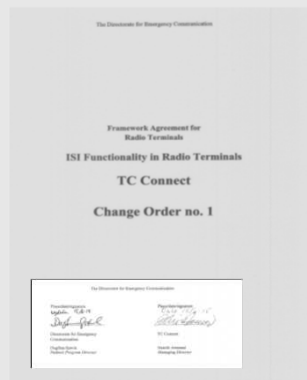 The Directorate for Emergency Communication
Framework Agreement for
Radio Terminals
ISI Functionality in Radio Terminals
TC Connect
Change Order no. 1
The Directorate for Emergency Communication
Directorate for Emergency
Communication
TC Connect
Managing Director